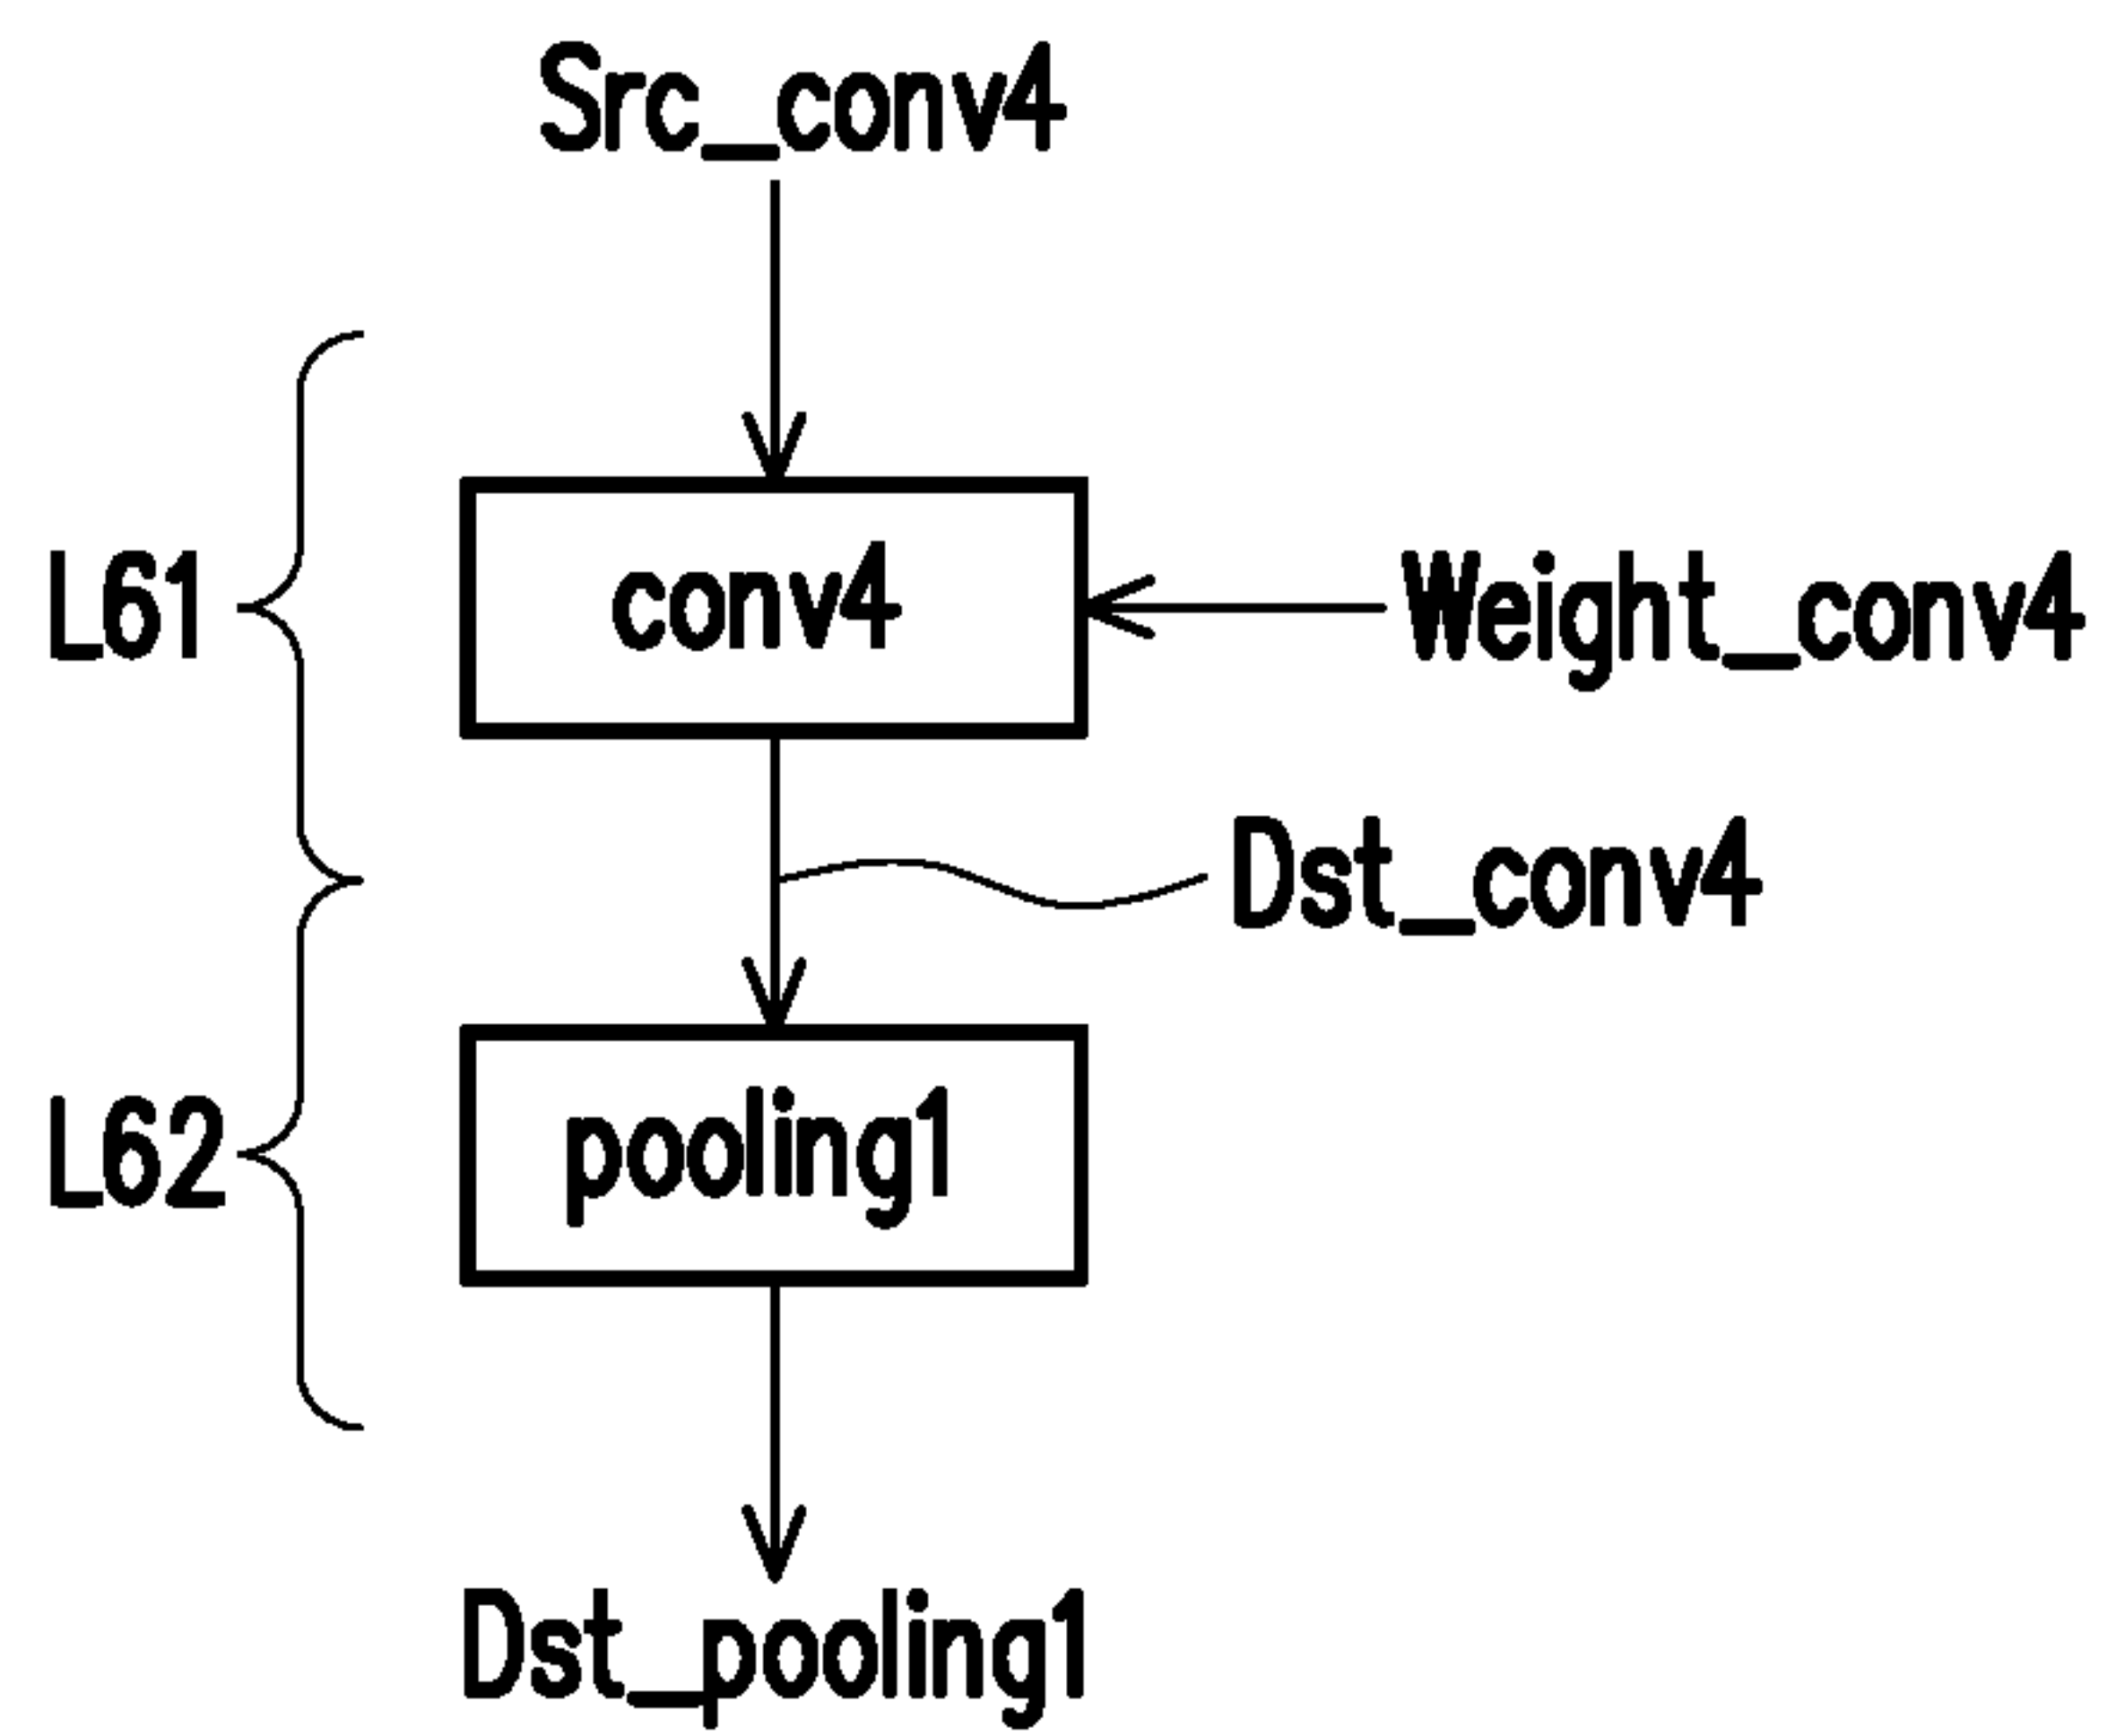 Src_conv4
L61
conv4
Weight_conv4
Dst_conv4
L62
pooling1
Dst_pooling1